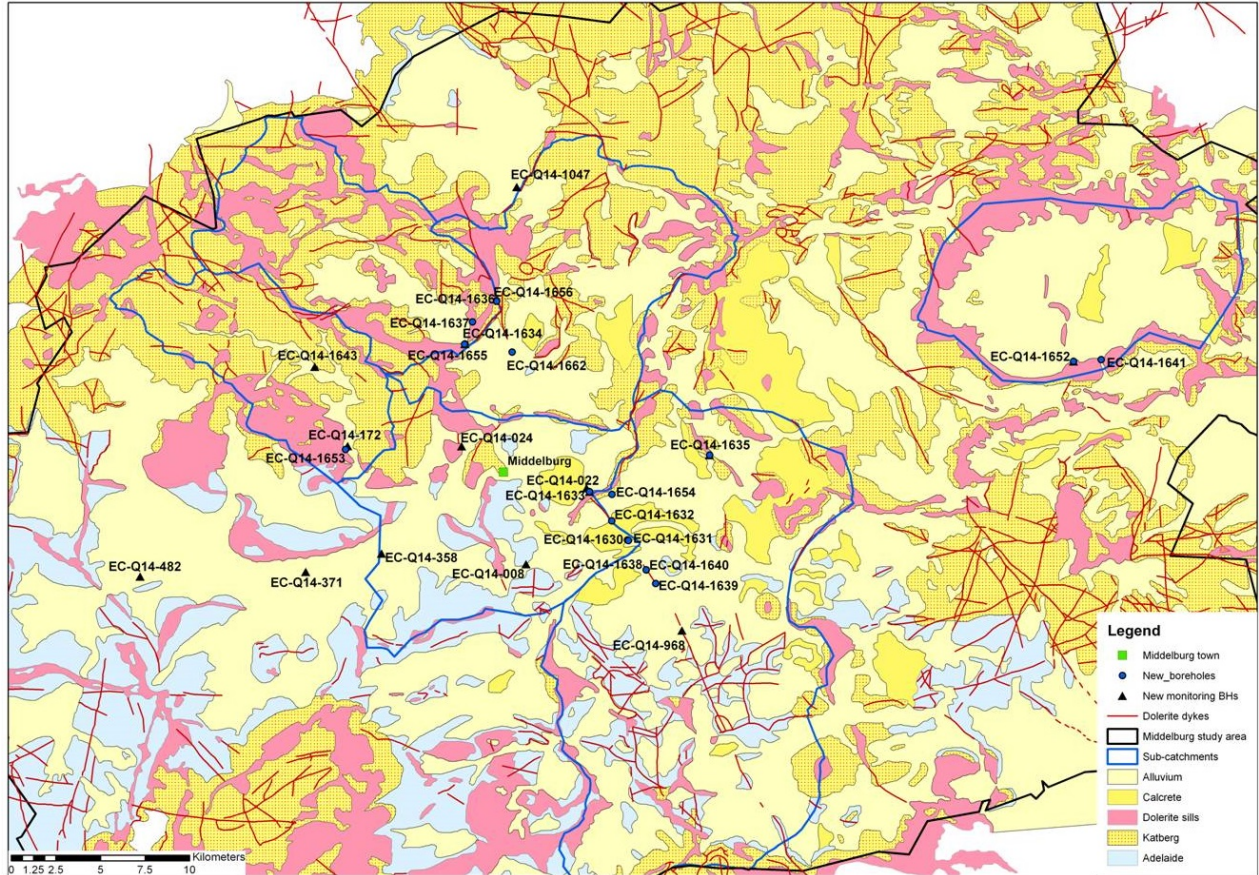 EC-Q14-1047
EC-Q14-1656
EC-Q14-1636
EC-Q14-1637
EC-Q14-1634
EC-Q14-1655
EC-Q14-1662
EC-Q14-1643
EC-Q14-1652
EC-Q14-1641
EC-Q14-172
EC-Q14-1653
EC-Q14-024
EC-Q14-1635
Middelburg
EC-Q14-022
EC-Q14-1633
EC-Q14-1654
EC-Q14-1632
EC-Q14-1630
EC-Q14-1631
EC-Q14-358
EC-Q14-482
EC-Q14-371
EC-Q14-008
EC-Q14-1638
EC-Q14-1640
EC-Q14-1639
EC-Q14-968
Legend
Middelburg town
New_boreholes
New monitoring BHs
Dolerite dykes
Middelburg study area
Sub-catchments
Alluvium
Calcrete
Dolerite sills
Katberg
Adelaide
Kilometers
0 1.25 2.5 5 7.5 10